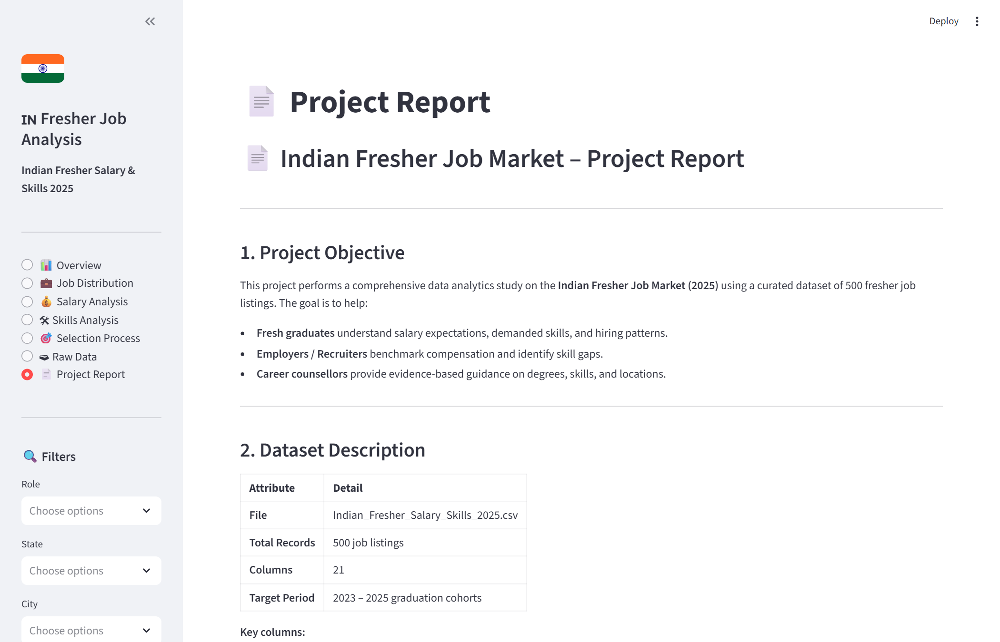 Deploy
IN Fresher Job
Analysis
Indian Fresher Salary &
Skills 2025
Overview
Job Distribution
Salary Analysis
Skills Analysis
Selection Process
Raw Data
Project Report
Filters
Role
Choose options
State
Choose options
City
Choose options
Project Report
Indian Fresher Job Market – Project Report
1. Project Objective
This project performs a comprehensive data analytics study on the Indian Fresher Job Market (2025) using a curated dataset of 500 fresher job
listings. The goal is to help:
• Fresh graduates understand salary expectations, demanded skills, and hiring patterns.
• Employers / Recruiters benchmark compensation and identify skill gaps.
• Career counsellors provide evidence-based guidance on degrees, skills, and locations.
2. Dataset Description
Attribute Detail
File Indian_Fresher_Salary_Skills_2025.csv
Total Records 500 job listings
Columns 21
Target Period 2023 – 2025 graduation cohorts
Key columns: